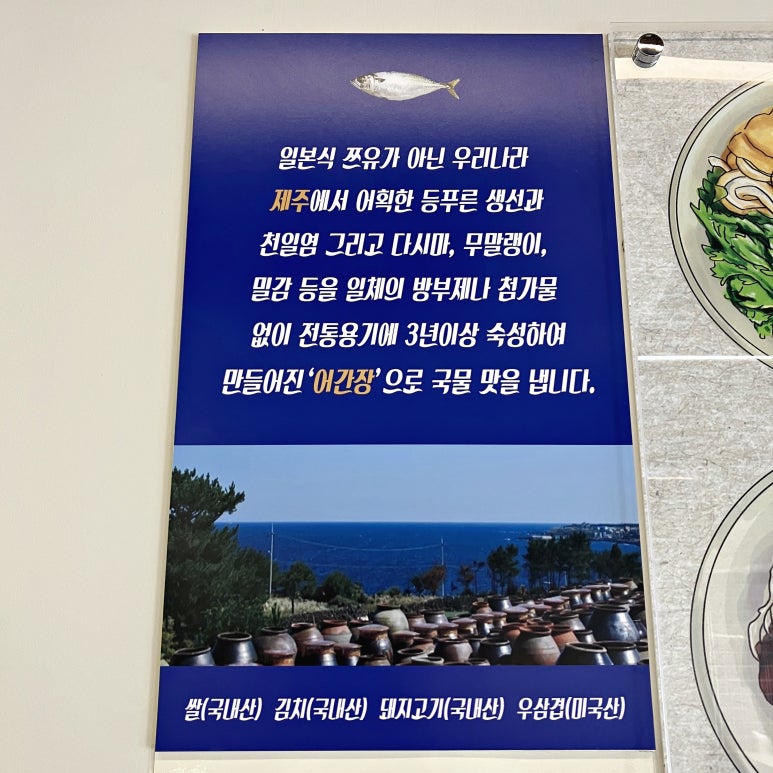 일본식 쯔유가 아닌 우리나라
제주에서 어획한 등푸른 생선과
천일염 그리고 다시마, 무말랭이,
밀감 등을 일체의 방부제나 첨가물
없이 전통용기에 3년이상 숙성하여
만들어진 '어간장'으로 국물 맛을 냅니다.
쌀(국내산) 김치(국내산) 돼지고기(국내산) 우삼겹(미국산)